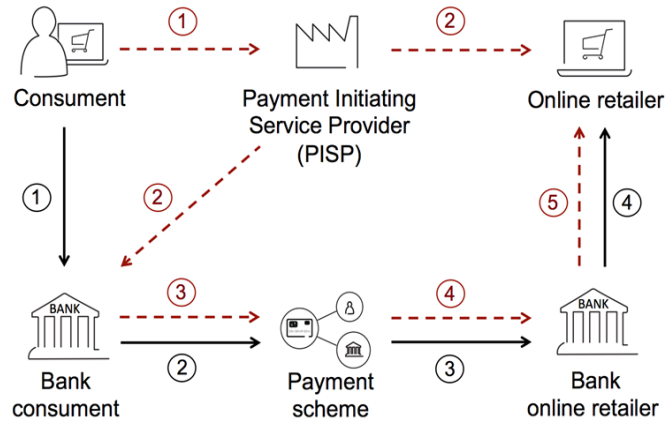 1
2
Consument
Payment Initiating
Service Provider
(PISP)
Online retailer
1
2
5
4
BANK
3
4
BANK
2
3
Bank
consument
Payment
scheme
Bank
online retailer